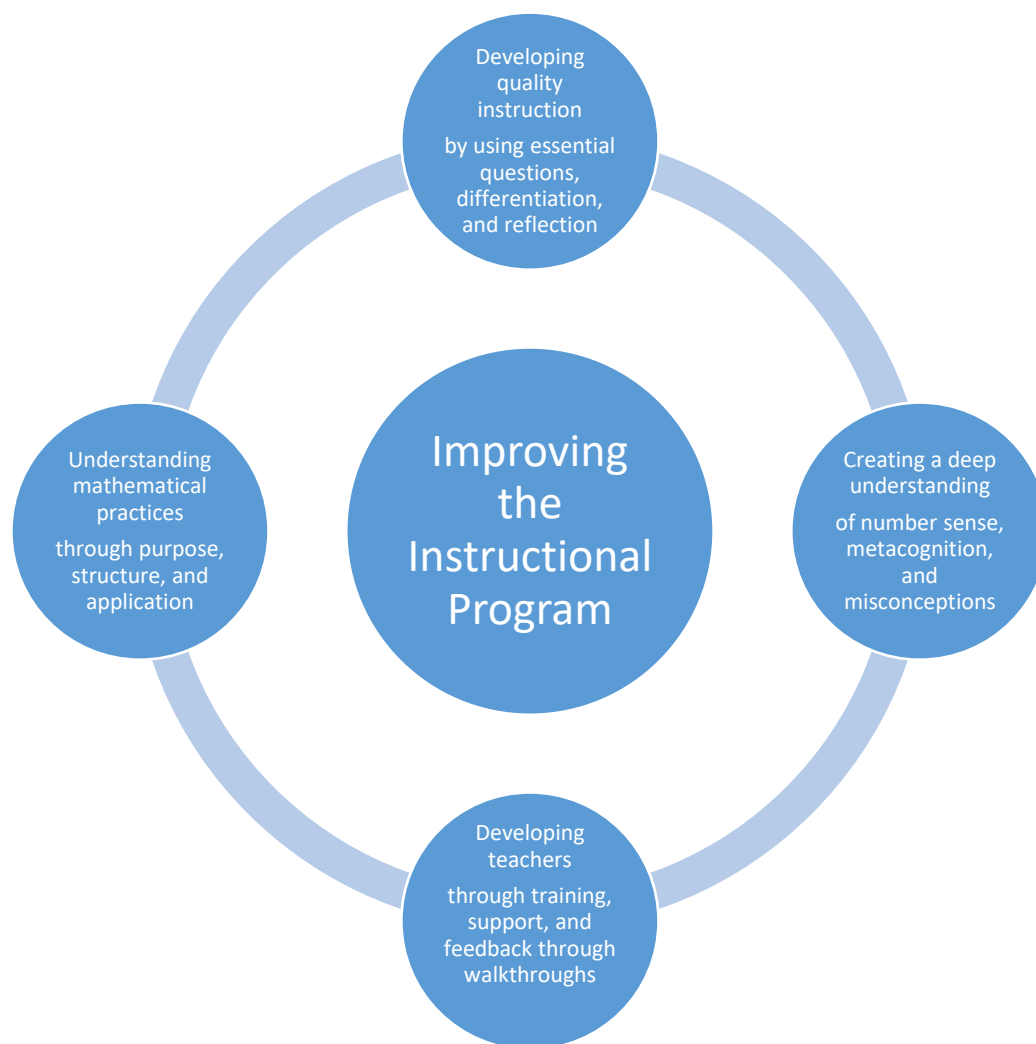 Developing
quality
instruction
by using essential
questions,
differentiation,
and reflection
Improving
the
Instructional
Program
Understanding
mathematical
practices
through purpose,
structure, and
application
Creating a deep
understanding
of number sense,
metacognition,
and
misconceptions
Developing
teachers
through training,
support, and
feedback through
walkthroughs